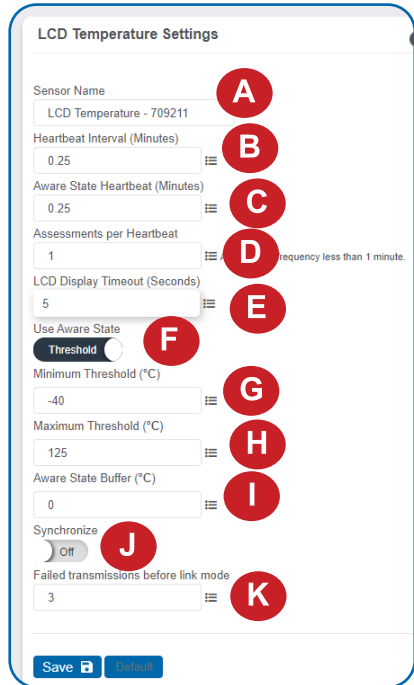 LCD Temperature Settings
Sensor Name
A
LCD Temperature - 709211
Heartbeat Interval (Minutes)
B
0.25
Aware State Heartbeat (Minutes)
C
0.25
Assessments per Heartbeat
D
1
requency less than 1 minute.
LCD Display Timeout (Seconds)
E
5
Use Aware State
F
Threshold
Minimum Threshold (°C)
G
-40
Maximum Threshold (°C)
H
125
Aware State Buffer (°C)
I
0
Synchronize
J
Off
Failed transmissions before link mode
K
3
Save
Default